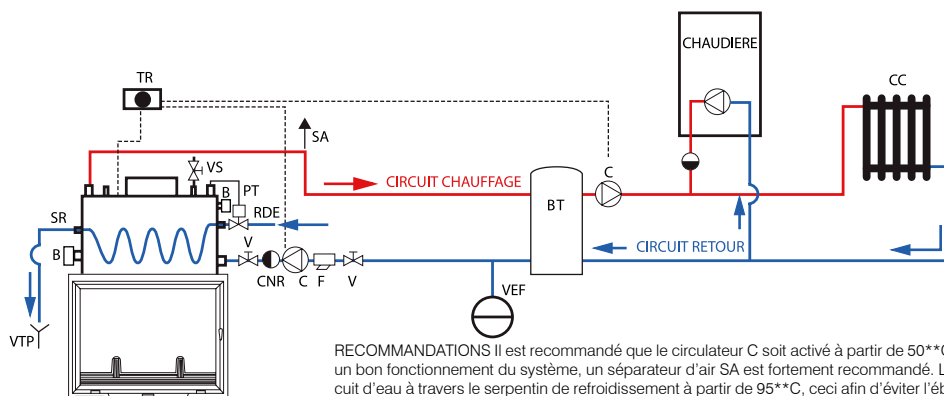 CHAUDIERE
TR
CC
SA
VS
C
B
PT
CIRCUIT CHAUFFAGE
BT
SR
RDE
V
B
CIRCUIT RETOUR
CNR
C
F
V
VEF
VTP
RECOMMANDATIONS Il est recommandé que le circulateur C soit activé à partir de 50**C
un bon fonctionnement du système, un séparateur d'air SA est fortement recommandé. L
cuit d'eau à travers le serpentin de refroidissement à partir de 95**C, ceci afin d'éviter l'éb